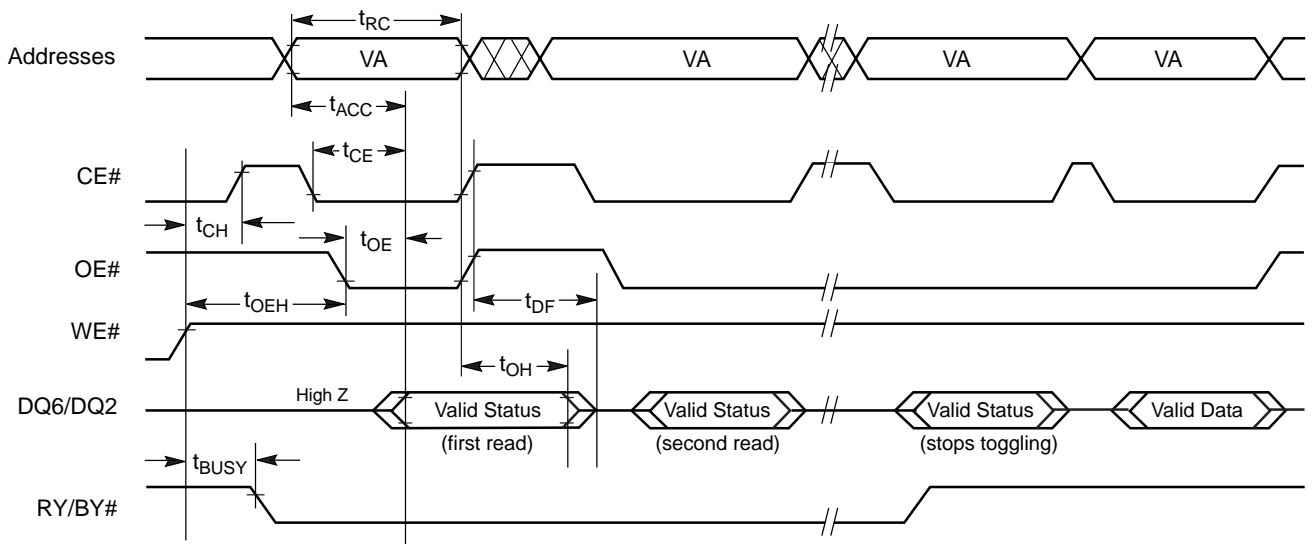 tRC
Addresses VA VA VA VA
tACC
tCE
CE#
tCH
tOE
OE#
tOEH
tDF
WE#
tOH
High Z
DQ6/DQ2 Valid Status Valid Status Valid Status Valid Data
(first read) (second read) (stops toggling)
tBUSY
RY/BY#